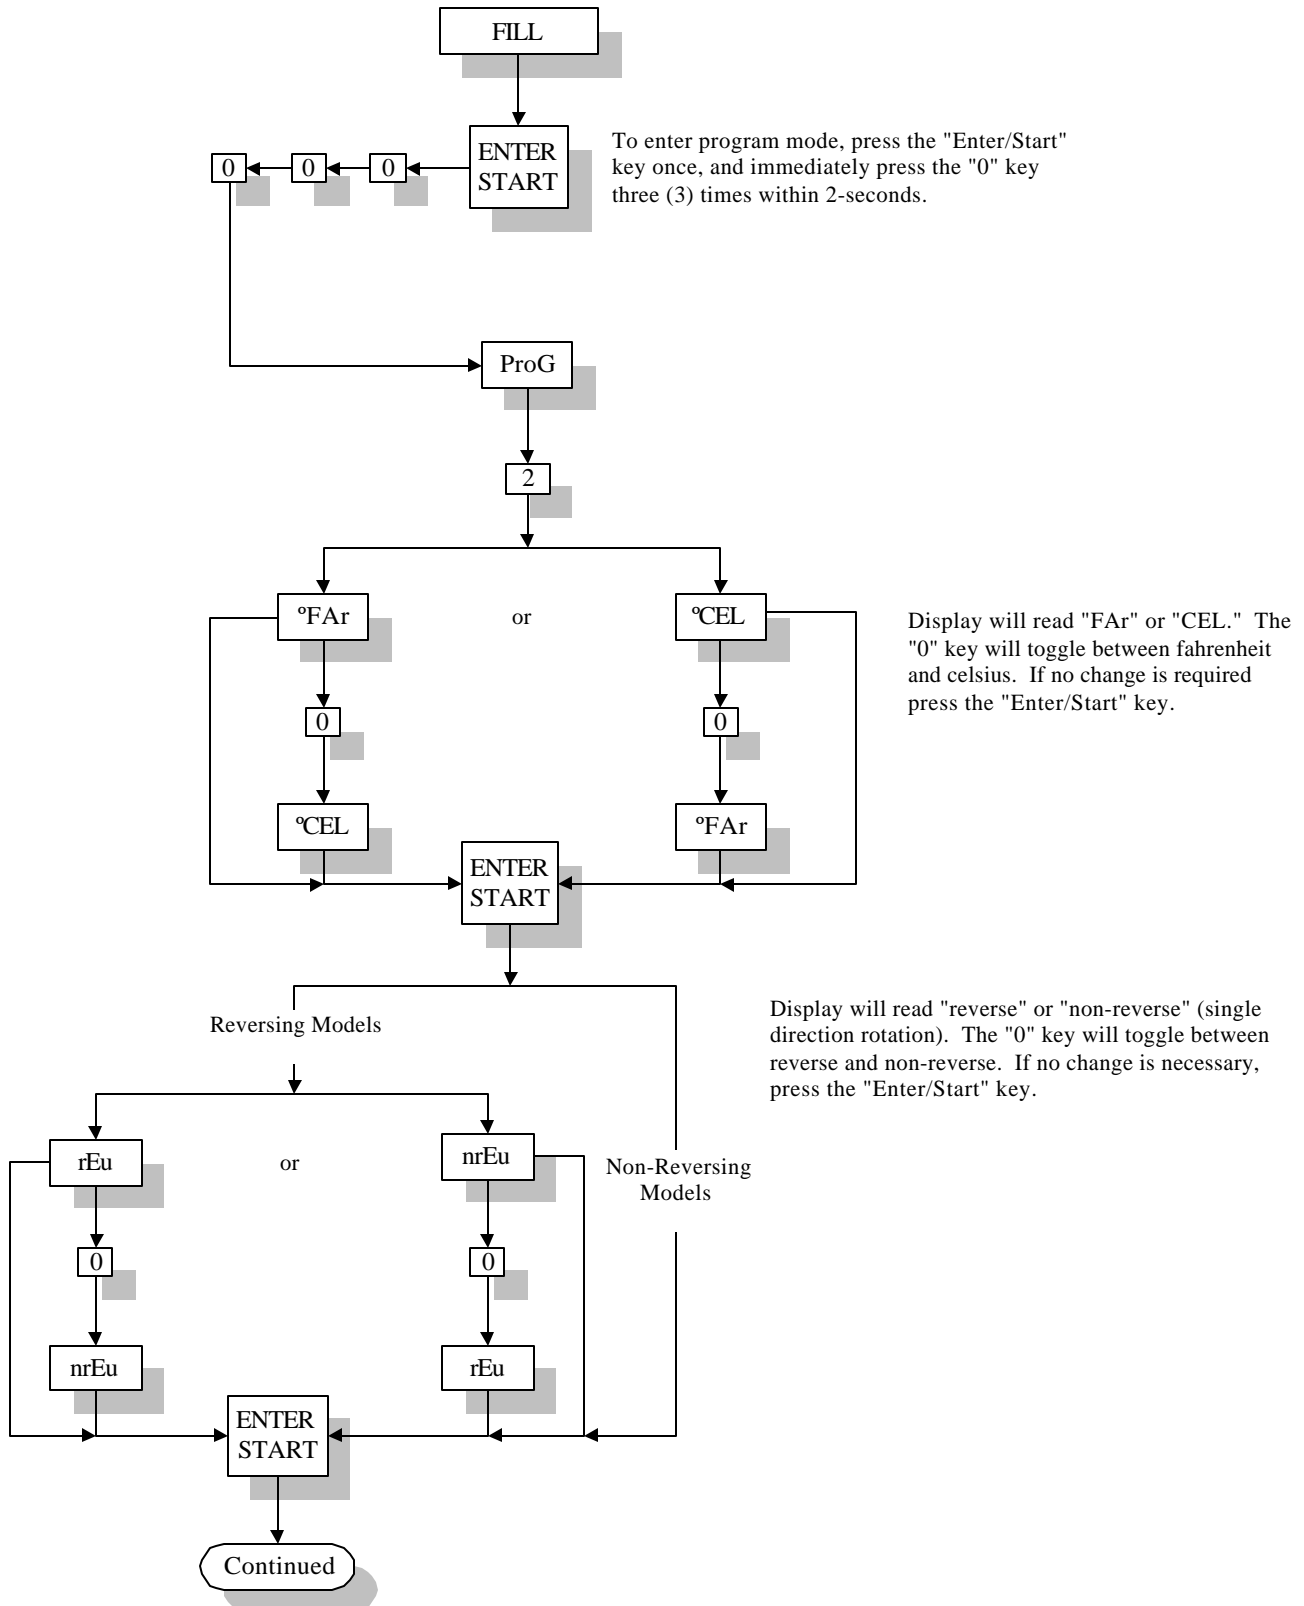 FILL
ENTER
START
0
0
0
To enter program mode, press the "Enter/Start"
key once, and immediately press the "0" key
three (3) times within 2-seconds.
ProG
2
ºFAr
or
ºCEL
Display will read "FAr" or "CEL." The
"0" key will toggle between fahrenheit
and celsius. If no change is required
press the "Enter/Start" key.
0
0
ºCEL
ºFAr
ENTER
START
Reversing Models
Display will read "reverse" or "non-reverse" (single
direction rotation). The "0" key will toggle between
reverse and non-reverse. If no change is necessary,
press the "Enter/Start" key.
rEu
or
nrEu
Non-Reversing
Models
0
0
nrEu
rEu
ENTER
START
Continued